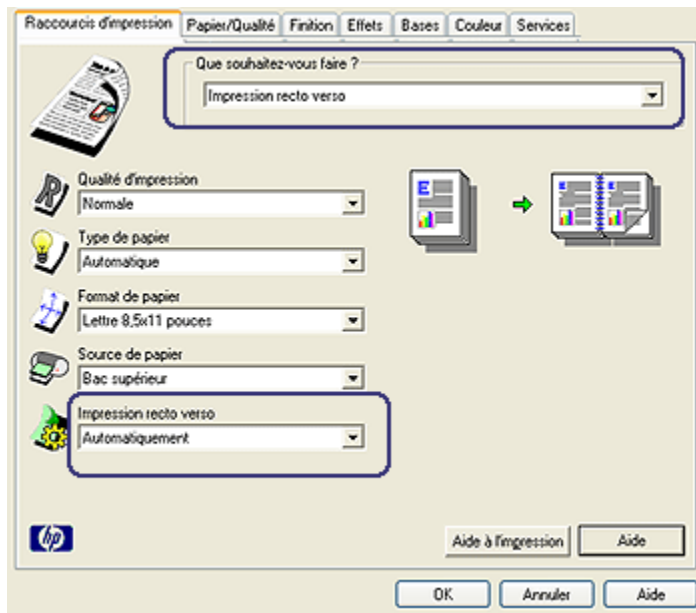 Raccourcis d'impression Papier/Qualité Finition Effets Bases Couleur Services
Que souhaitez-vous faire ?
Impression recto verso
Qualité d'impression
Normale
Type de papier
Automatique
Format de papier
Lettre 8,5x11 pouces
Source de papier
Bac supérieur
Impression recto verso
Automatiquement
hp
Aide à l'impression Aide
OK Annuler Aide